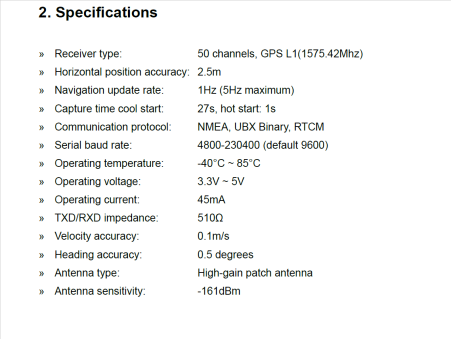 2. Specifications
» Receiver type: 50 channels, GPS L1(1575.42Mhz)
» Horizontal position accuracy: 2.5m
» Navigation update rate: 1Hz (5Hz maximum)
» Capture time cool start: 27s, hot start: 1s
» Communication protocol: NMEA, UBX Binary, RTCM
» Serial baud rate: 4800-230400 (default 9600)
» Operating temperature: -40°C ~ 85°C
» Operating voltage: 3.3V ~ 5V
» Operating current: 45mA
» TXD/RXD impedance: 510Ω
» Velocity accuracy: 0.1m/s
» Heading accuracy: 0.5 degrees
» Antenna type: High-gain patch antenna
» Antenna sensitivity: -161dBm